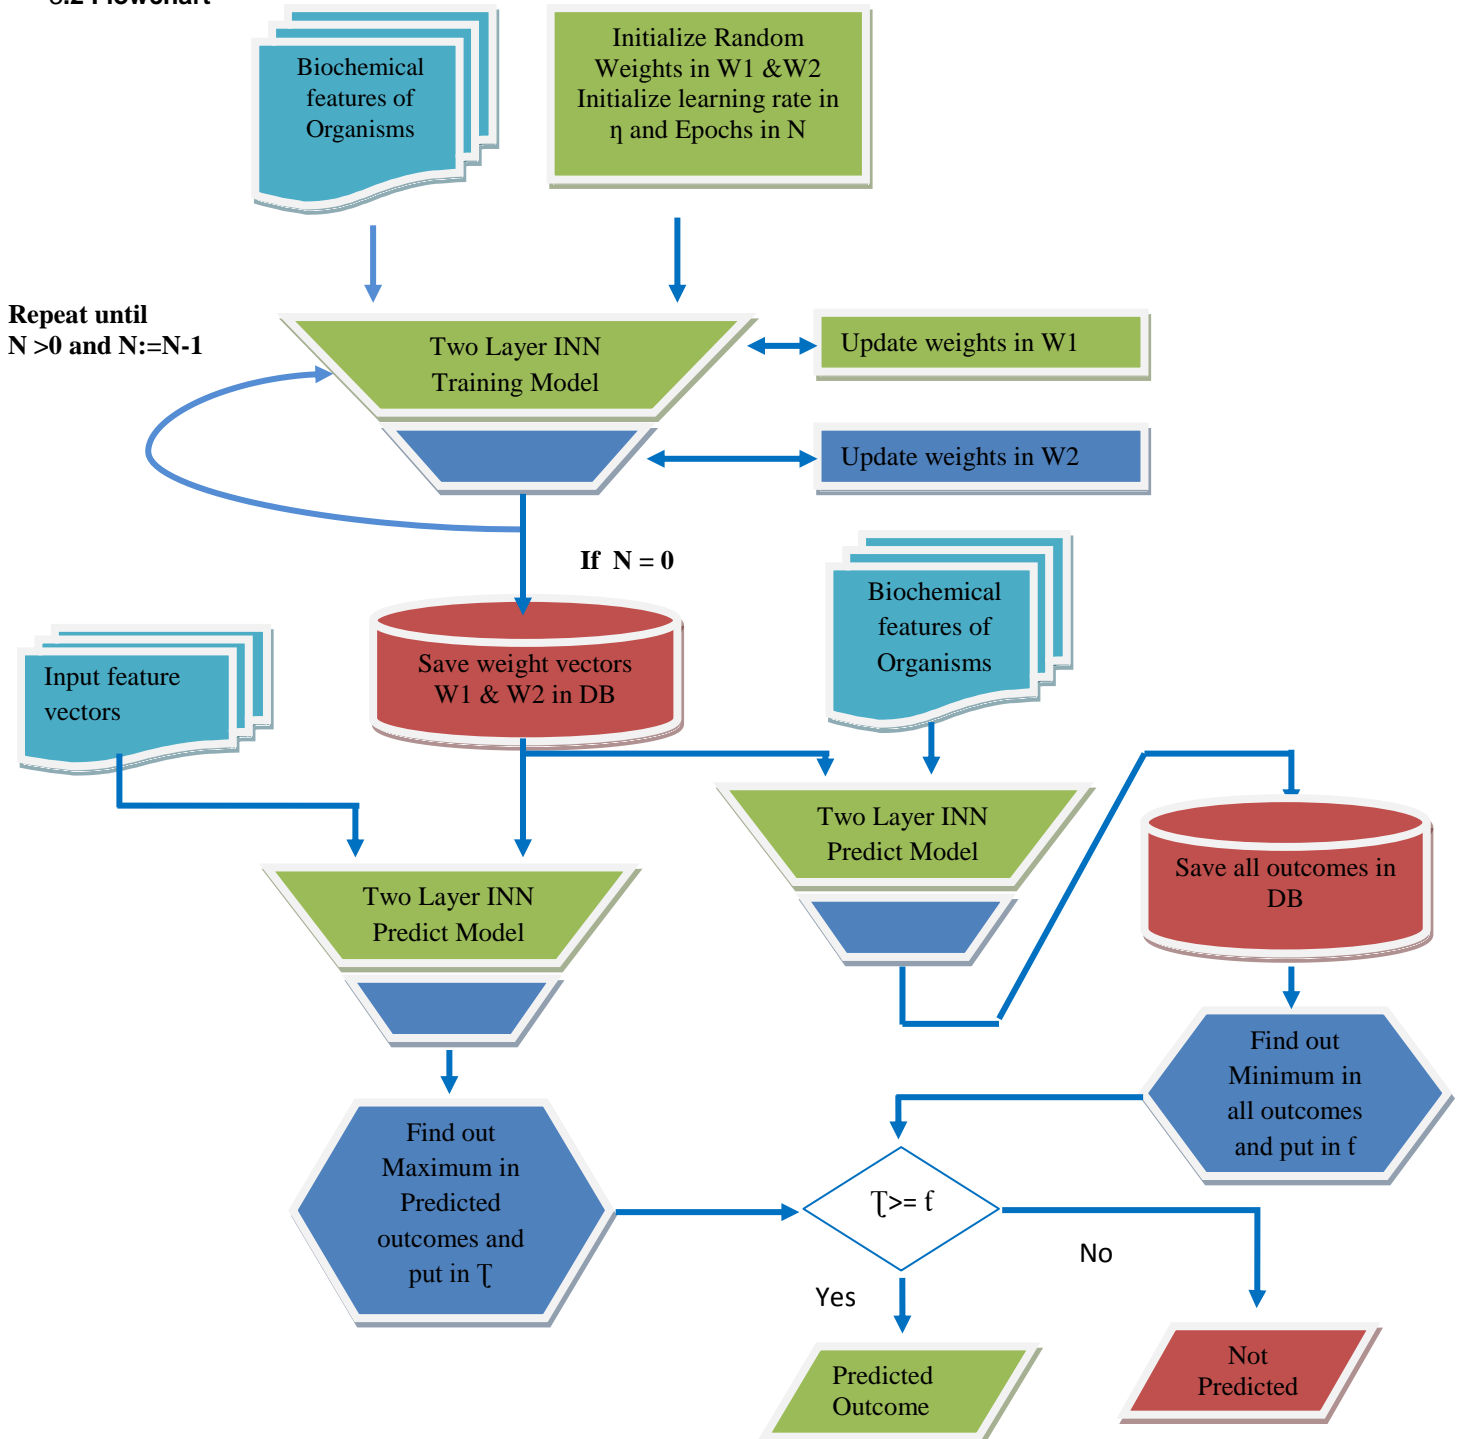 .2 Flowchart
Biochemical
features of
Organisms
Initialize Random
Weights in W1 &W2
Initialize learning rate in
η and Epochs in N
Repeat until
N >0 and N:=N-1
Two Layer INN
Training Model
Update weights in W1
Update weights in W2
If N = 0
Biochemical
features of
Organisms
Input feature
vectors
Save weight vectors
W1 & W2 in DB
Two Layer INN
Predict Model
Save all outcomes in
DB
Two Layer INN
Predict Model
Find out
Minimum in
all outcomes
and put in ƭ
Find out
Maximum in
Predicted
outcomes and
put in Ʈ
Ʈ>= ƭ
No
Yes
Predicted
Outcome
Not
Predicted